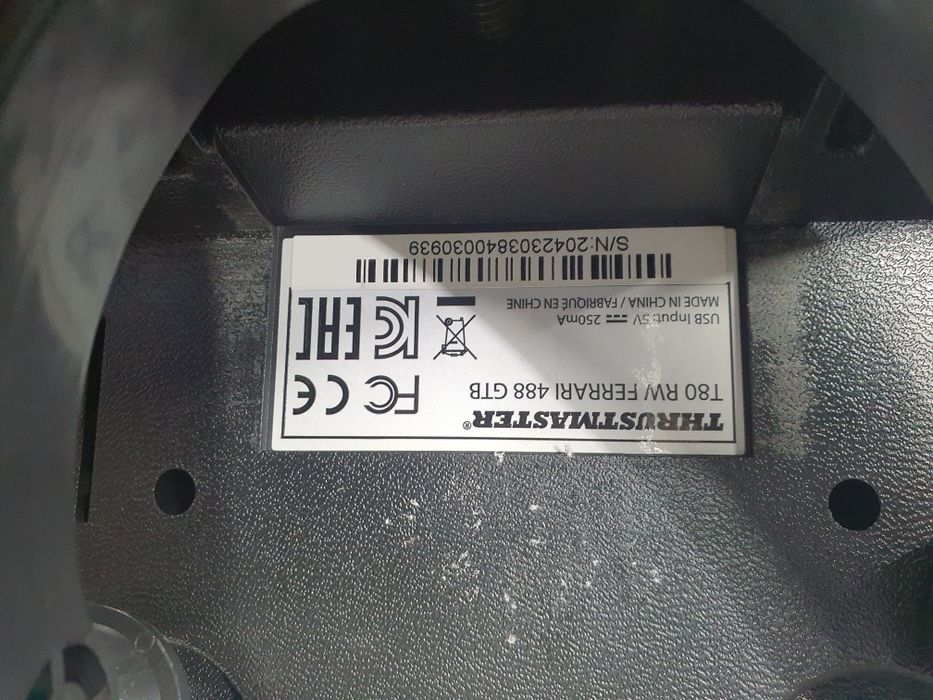 THRUSTMASTER®
T80 RW FERRARI 488 GTB
FC CE
USB Input: 5V ⎓ 250mA
MADE IN CHINA / FABRIQUÉ EN CHINE
EAC
S/N:20423038400030939